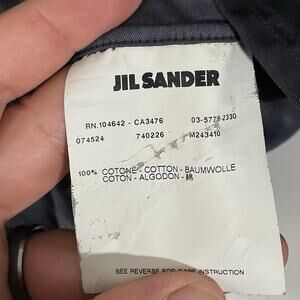 JIL SANDER
RN.104642 - CA3476 03-5778-2330
074524 740226 M243410
100% COTONE - COTTON - BAUMWOLLE
COTON - ALGODON - 綿
SEE REVERSE FOR CARE INSTRUCTION